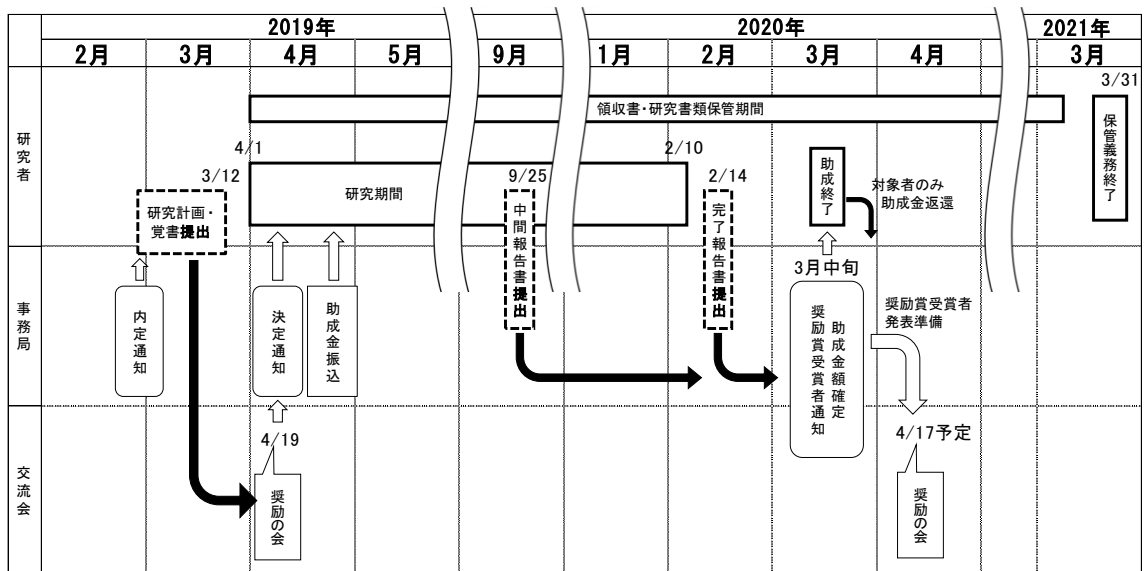 2019年
2020年
2021年
2月
3月
4月
5月
9月
1月
2月
3月
4月
3月
研究者
3/31
領収書・研究書類保管期間
保管義務終了
4/1
2/10
3/12
研究期間
9/25
2/14
助成終了
対象者のみ
助成金返還
研究計画・
覚書提出
中間報告書提出
完了報告書提出
事務局
3月中旬
内定通知
決定通知
助成金振込
助成金額確定
奨励賞受賞者通知
奨励賞受賞者
発表準備
交流会
4/19
奨励の会
4/17予定
奨励の会